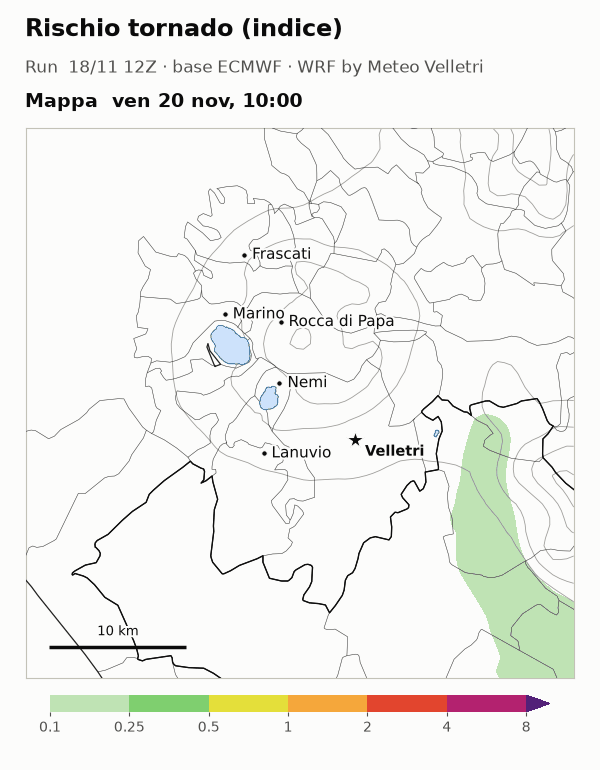 Rischio tornado (indice)
Run  18/11 12Z · base ECMWF · WRF by Meteo Velletri
Mappa  ven 20 nov, 10:00
Frascati
Marino
Rocca di Papa
Nemi
Velletri
Lanuvio
10 km
0.1 0.25 0.5 1 2 4 8